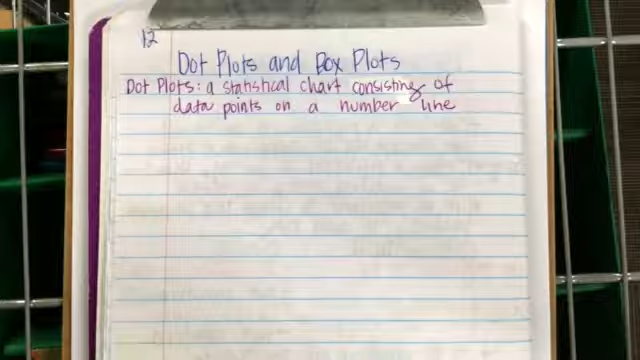 12
Dot Plots and Box Plots
Dot Plots: a statistical chart consisting of
data points on a number line